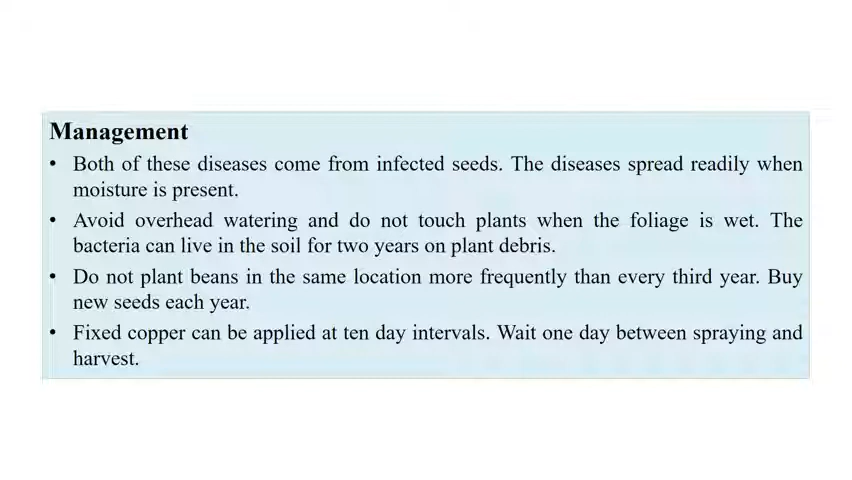 Management
• Both of these diseases come from infected seeds. The diseases spread readily when
moisture is present.
• Avoid overhead watering and do not touch plants when the foliage is wet. The
bacteria can live in the soil for two years on plant debris.
• Do not plant beans in the same location more frequently than every third year. Buy
new seeds each year.
• Fixed copper can be applied at ten day intervals. Wait one day between spraying and
harvest.